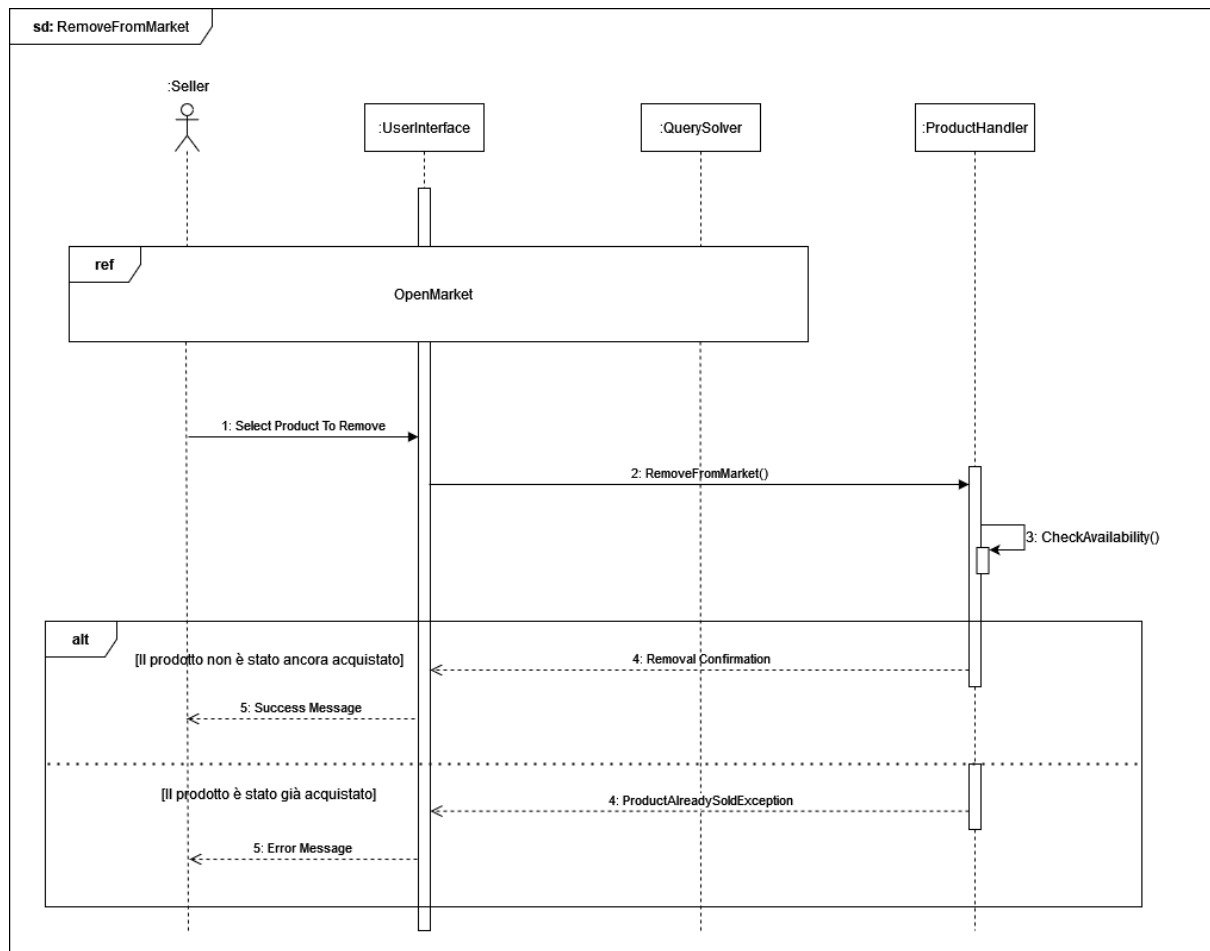 sd: RemoveFromMarket
:Seller
:UserInterface
:QuerySolver
:ProductHandler
ref
OpenMarket
1: Select Product To Remove
2: RemoveFromMarket()
3: CheckAvailability()
alt
[Il prodotto non è stato ancora acquistato]
4: Removal Confirmation
5: Success Message
[Il prodotto è stato già acquistato]
4: ProductAlreadySoldException
5: Error Message